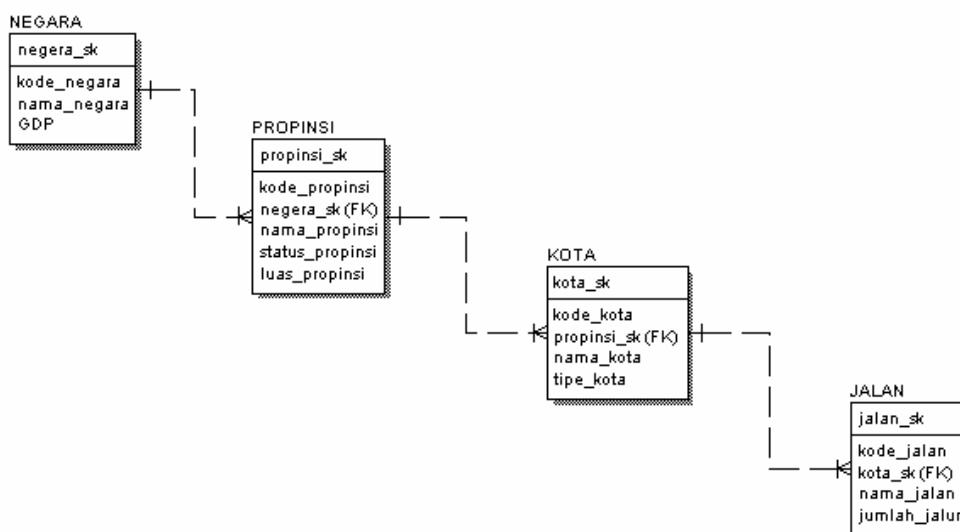 NEGARA
negera_sk
kode_negara
nama_negara
GDP
PROPINSI
propinsi_sk
kode_propinsi
negera_sk(FK)
nama_propinsi
status_propinsi
luas_propinsi
KOTA
kota_sk
kode_kota
propinsi_sk(FK)
nama_kota
tipe_kota
JALAN
jalan_sk
kode_jalan
kota_sk(FK)
nama_jalan
jumlah_jalur